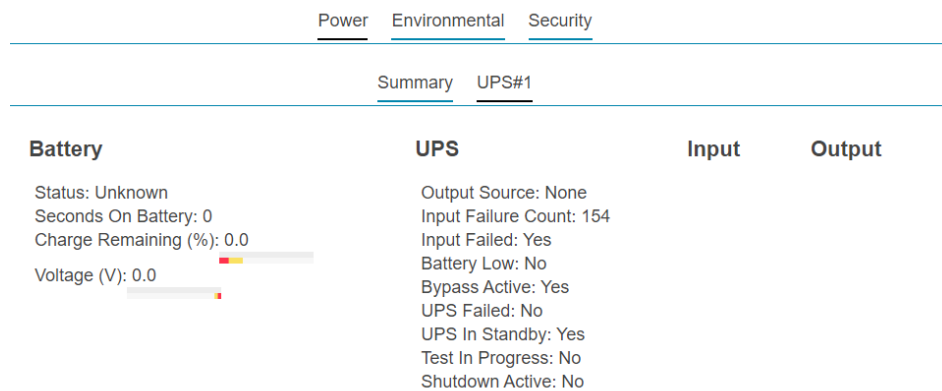 Power Environmental Security
Summary UPS#1
Battery
Status: Unknown
Seconds On Battery: 0
Charge Remaining (%): 0.0
Voltage (V): 0.0
UPS
Output Source: None
Input Failure Count: 154
Input Failed: Yes
Battery Low: No
Bypass Active: Yes
UPS Failed: No
UPS In Standby: Yes
Test In Progress: No
Shutdown Active: No
Input
Output